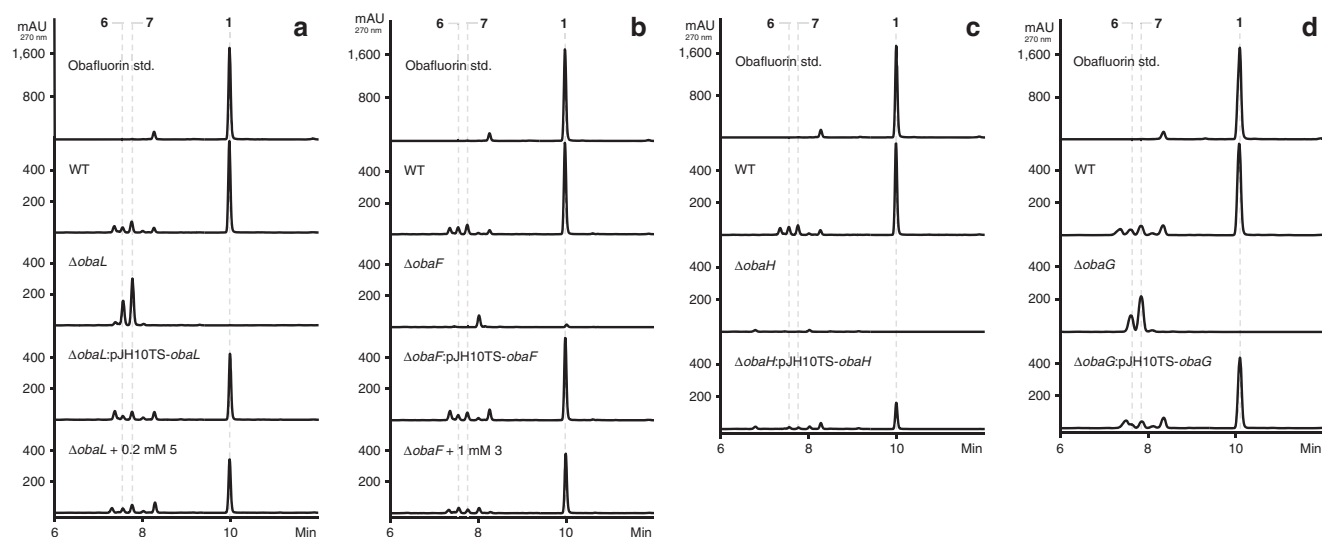 6 7 1 a
mAU
270 nm
1,600
Obafluorin std.
800
400
WT
200
400
ΔobaL
200
400
ΔobaL:pJH10TS-obaL
200
400
ΔobaL + 0.2 mM 5
200
6 8 10 Min
6 7 1 b
mAU
270 nm
1,600
Obafluorin std.
800
400
WT
200
400
ΔobaF
200
400
ΔobaF:pJH10TS-obaF
200
400
ΔobaF + 1 mM 3
200
6 8 10 Min
6 7 1 c
mAU
270 nm
1,600
Obafluorin std.
800
400
WT
200
400
ΔobaH
200
400
ΔobaH:pJH10TS-obaH
200
6 8 10 Min
6 7 1 d
mAU
270 nm
1,600
Obafluorin std.
800
400
WT
200
400
ΔobaG
200
400
ΔobaG:pJH10TS-obaG
200
6 8 10 Min